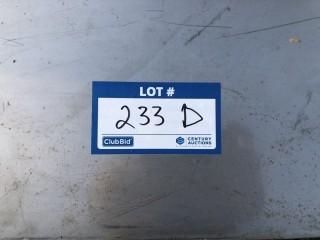 LOT #
233 D
ClubBid CENTURY AUCTIONS